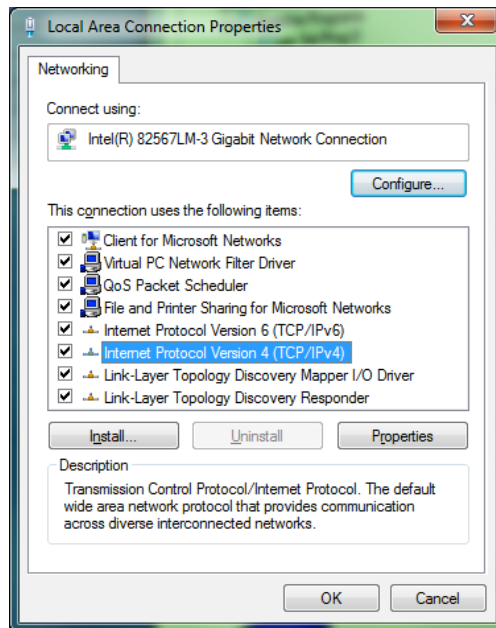 Local Area Connection Properties
Networking
Connect using:
Intel(R) 82567LM-3 Gigabit Network Connection
Configure...
This connection uses the following items:
Client for Microsoft Networks
Virtual PC Network Filter Driver
QoS Packet Scheduler
File and Printer Sharing for Microsoft Networks
Internet Protocol Version 6 (TCP/IPv6)
Internet Protocol Version 4 (TCP/IPv4)
Link-Layer Topology Discovery Mapper I/O Driver
Link-Layer Topology Discovery Responder
Install... Uninstall Properties
Description
Transmission Control Protocol/Internet Protocol. The default
wide area network protocol that provides communication
across diverse interconnected networks.
OK Cancel